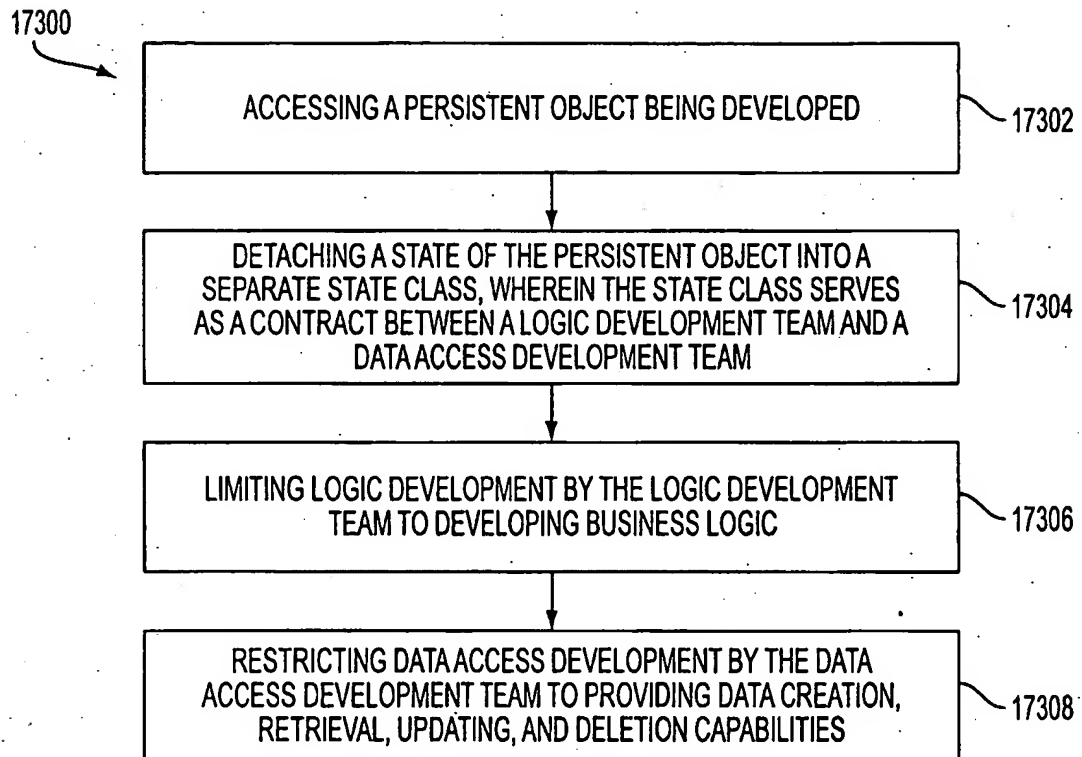 17300
ACCESSING A PERSISTENT OBJECT BEING DEVELOPED
17302
DETACHING A STATE OF THE PERSISTENT OBJECT INTO A
SEPARATE STATE CLASS, WHEREIN THE STATE CLASS SERVES
AS A CONTRACT BETWEEN A LOGIC DEVELOPMENT TEAM AND A
DATA ACCESS DEVELOPMENT TEAM
17304
LIMITING LOGIC DEVELOPMENT BY THE LOGIC DEVELOPMENT
TEAM TO DEVELOPING BUSINESS LOGIC
17306
RESTRICTING DATA ACCESS DEVELOPMENT BY THE DATA
ACCESS DEVELOPMENT TEAM TO PROVIDING DATA CREATION,
RETRIEVAL, UPDATING, AND DELETION CAPABILITIES
17308